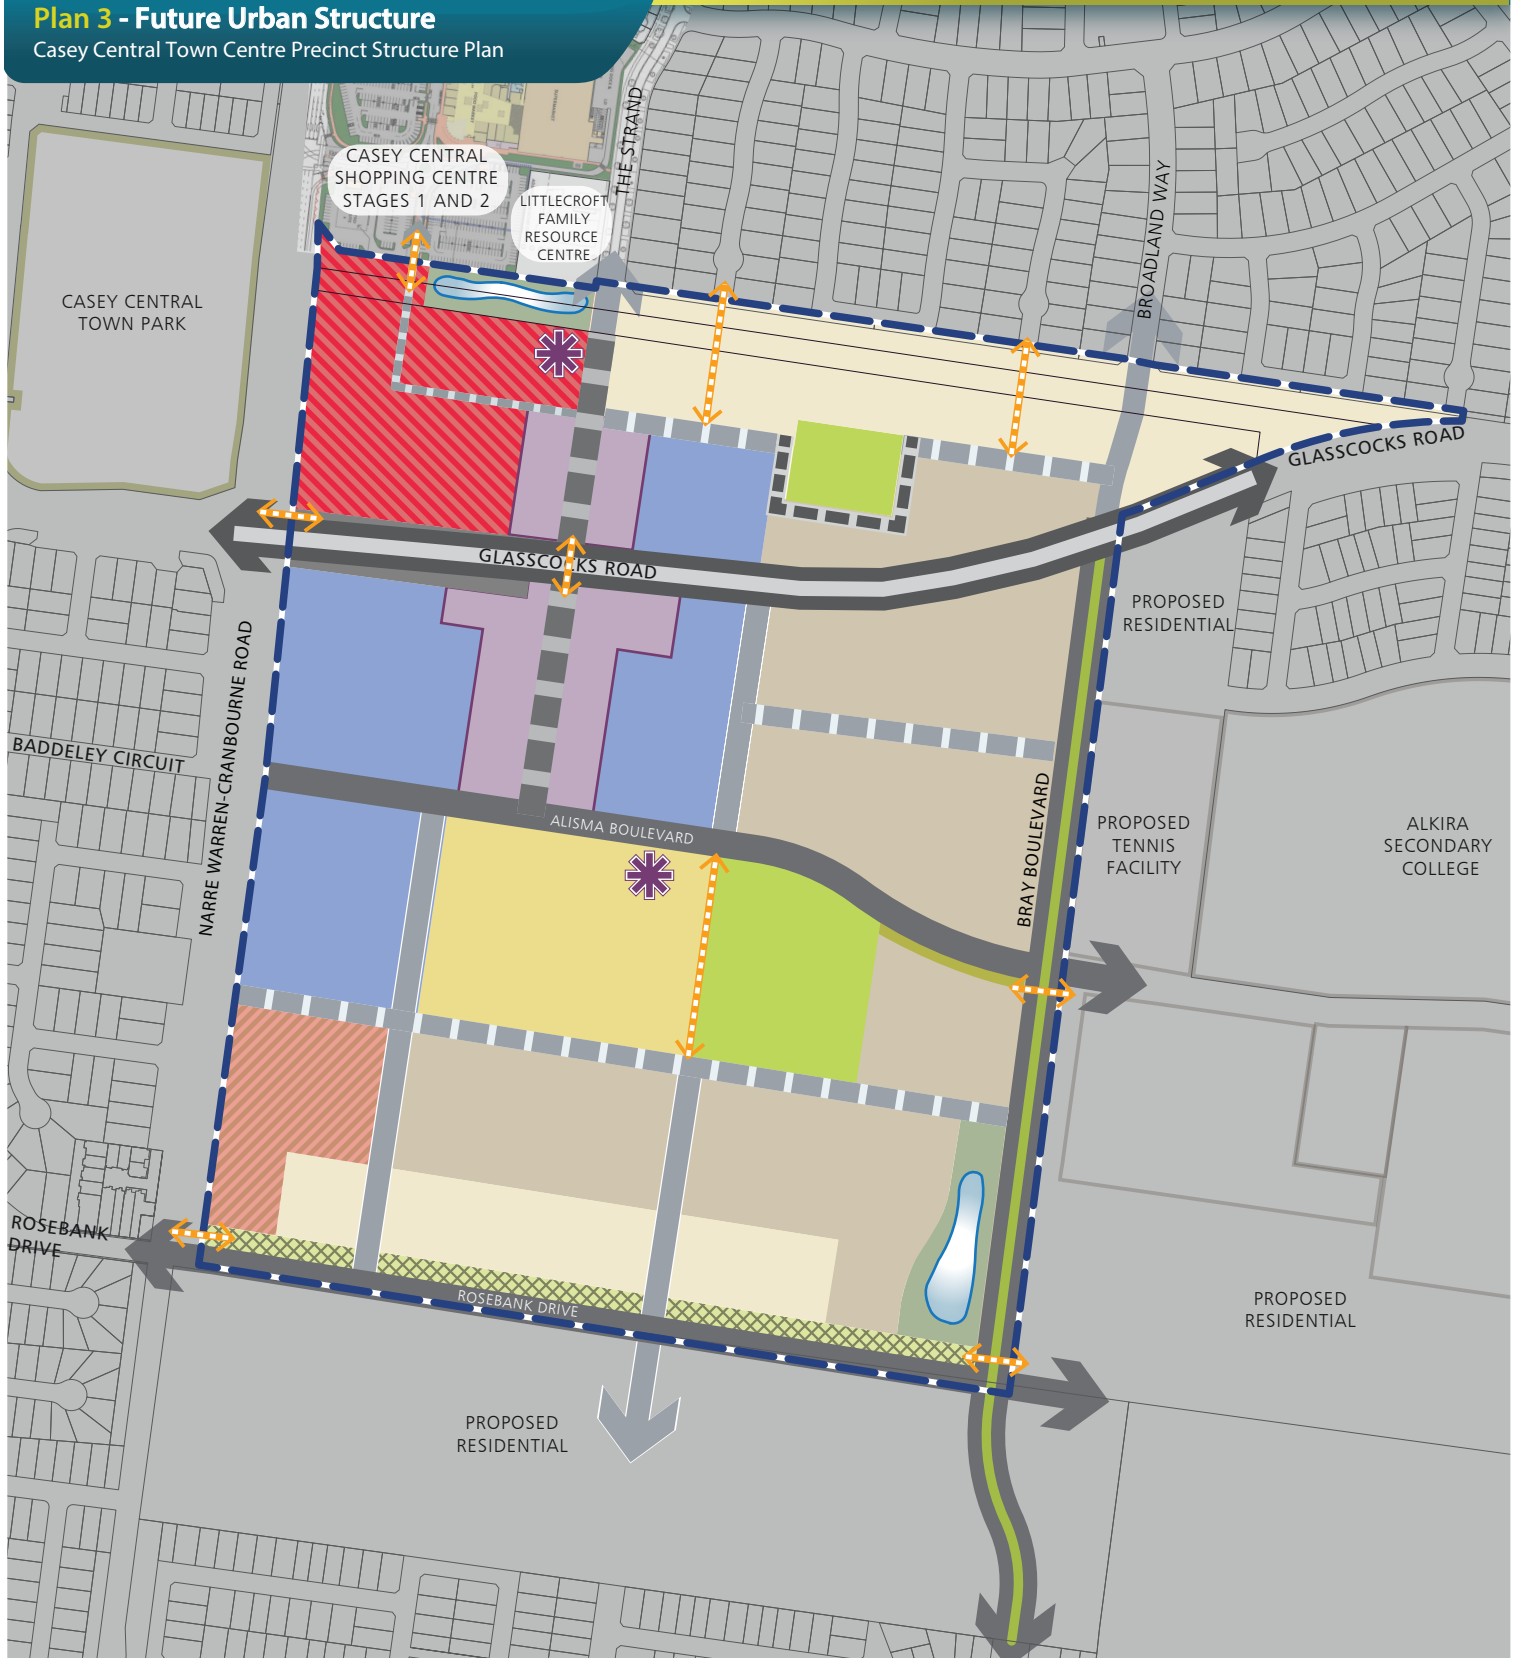 Plan 3 - Future Urban Structure
Casey Central Town Centre Precinct Structure Plan
THE STRAND
CASEY CENTRAL
SHOPPING CENTRE
STAGES 1 AND 2
LITTLECROFT
FAMILY
RESOURCE
CENTRE
BROADLAND WAY
CASEY CENTRAL
TOWN PARK
GLASSCOCKS ROAD
GLASSCOCKS ROAD
PROPOSED
RESIDENTIAL
NARRE WARREN-CRANBOURNE ROAD
BADDELEY CIRCUIT
ALISMA BOULEVARD
BRAY BOULEVARD
PROPOSED
TENNIS
FACILITY
ALKIRA
SECONDARY
COLLEGE
ROSEBANK
DRIVE
ROSEBANK DRIVE
PROPOSED
RESIDENTIAL
PROPOSED
RESIDENTIAL